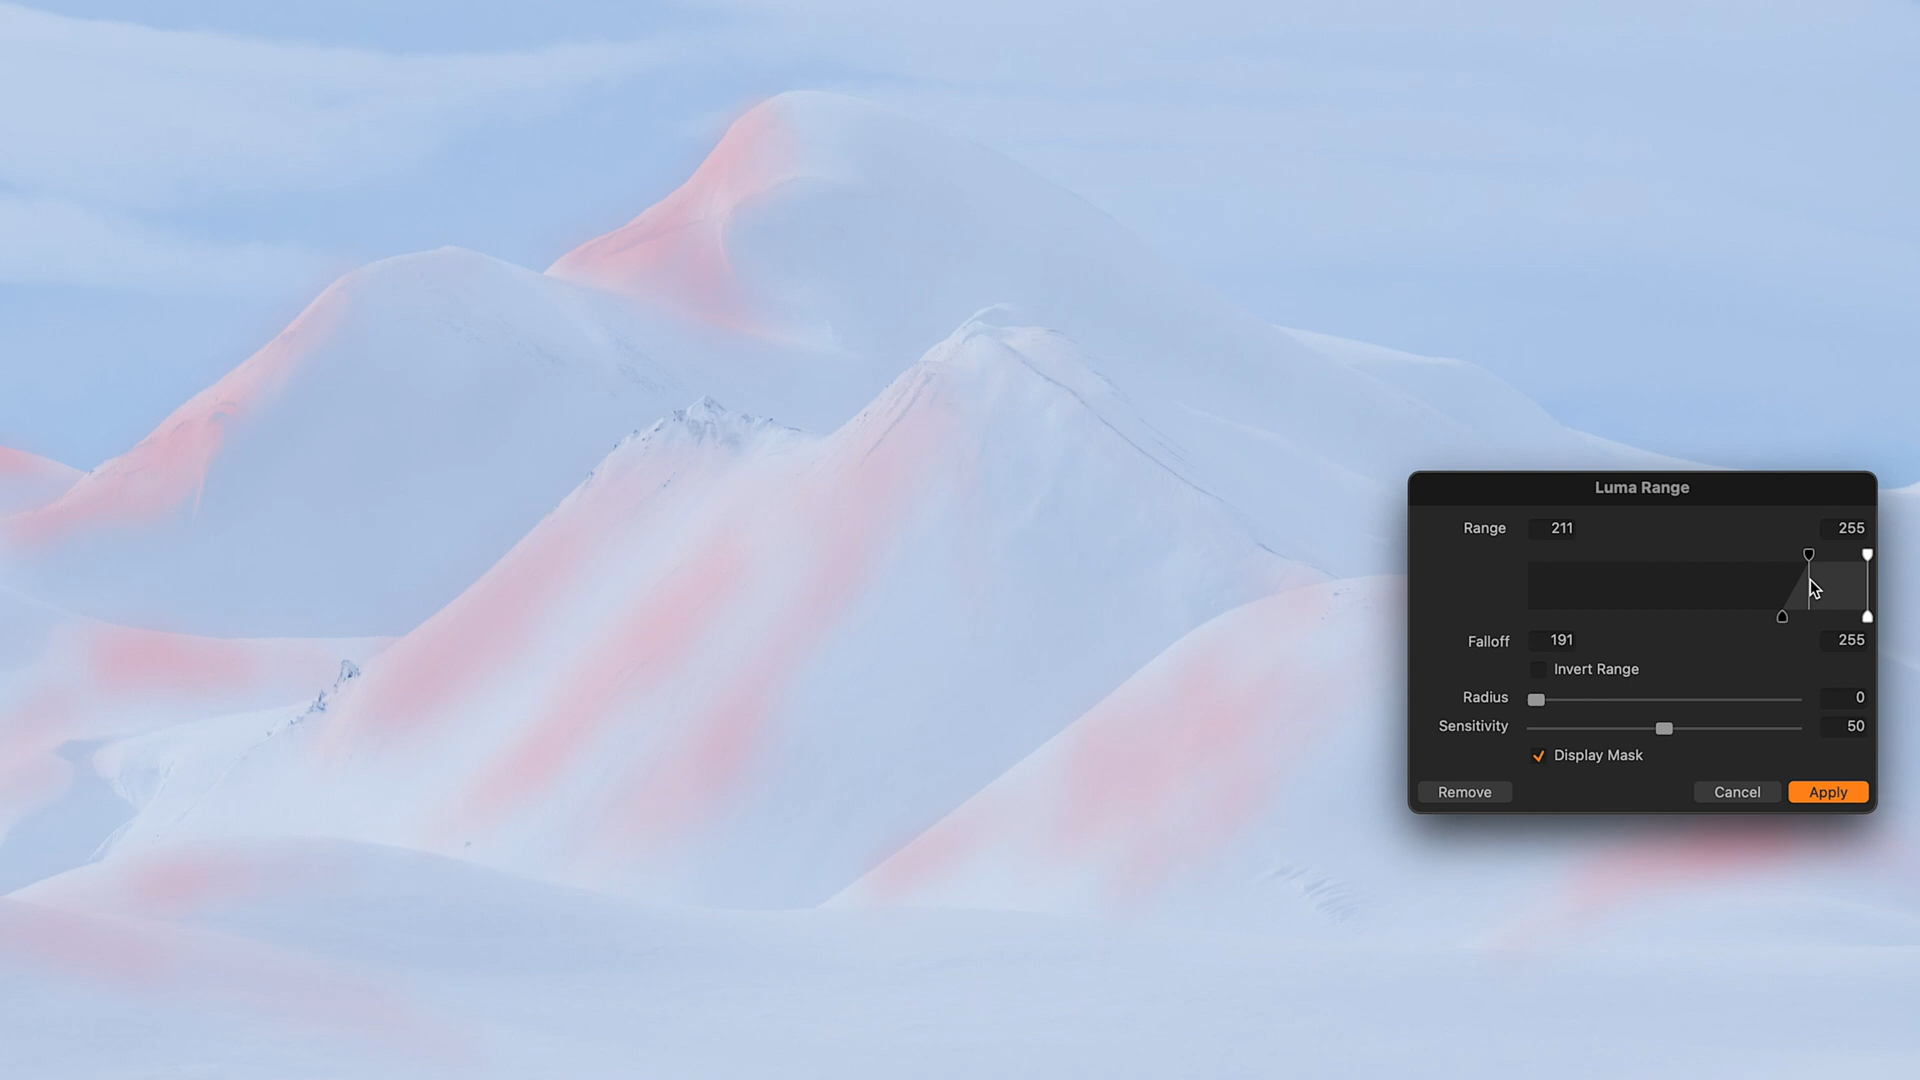 Luma Range
Range 211 255
Falloff 191 255
Invert Range
Radius 0
Sensitivity 50
Display Mask
Remove Cancel Apply